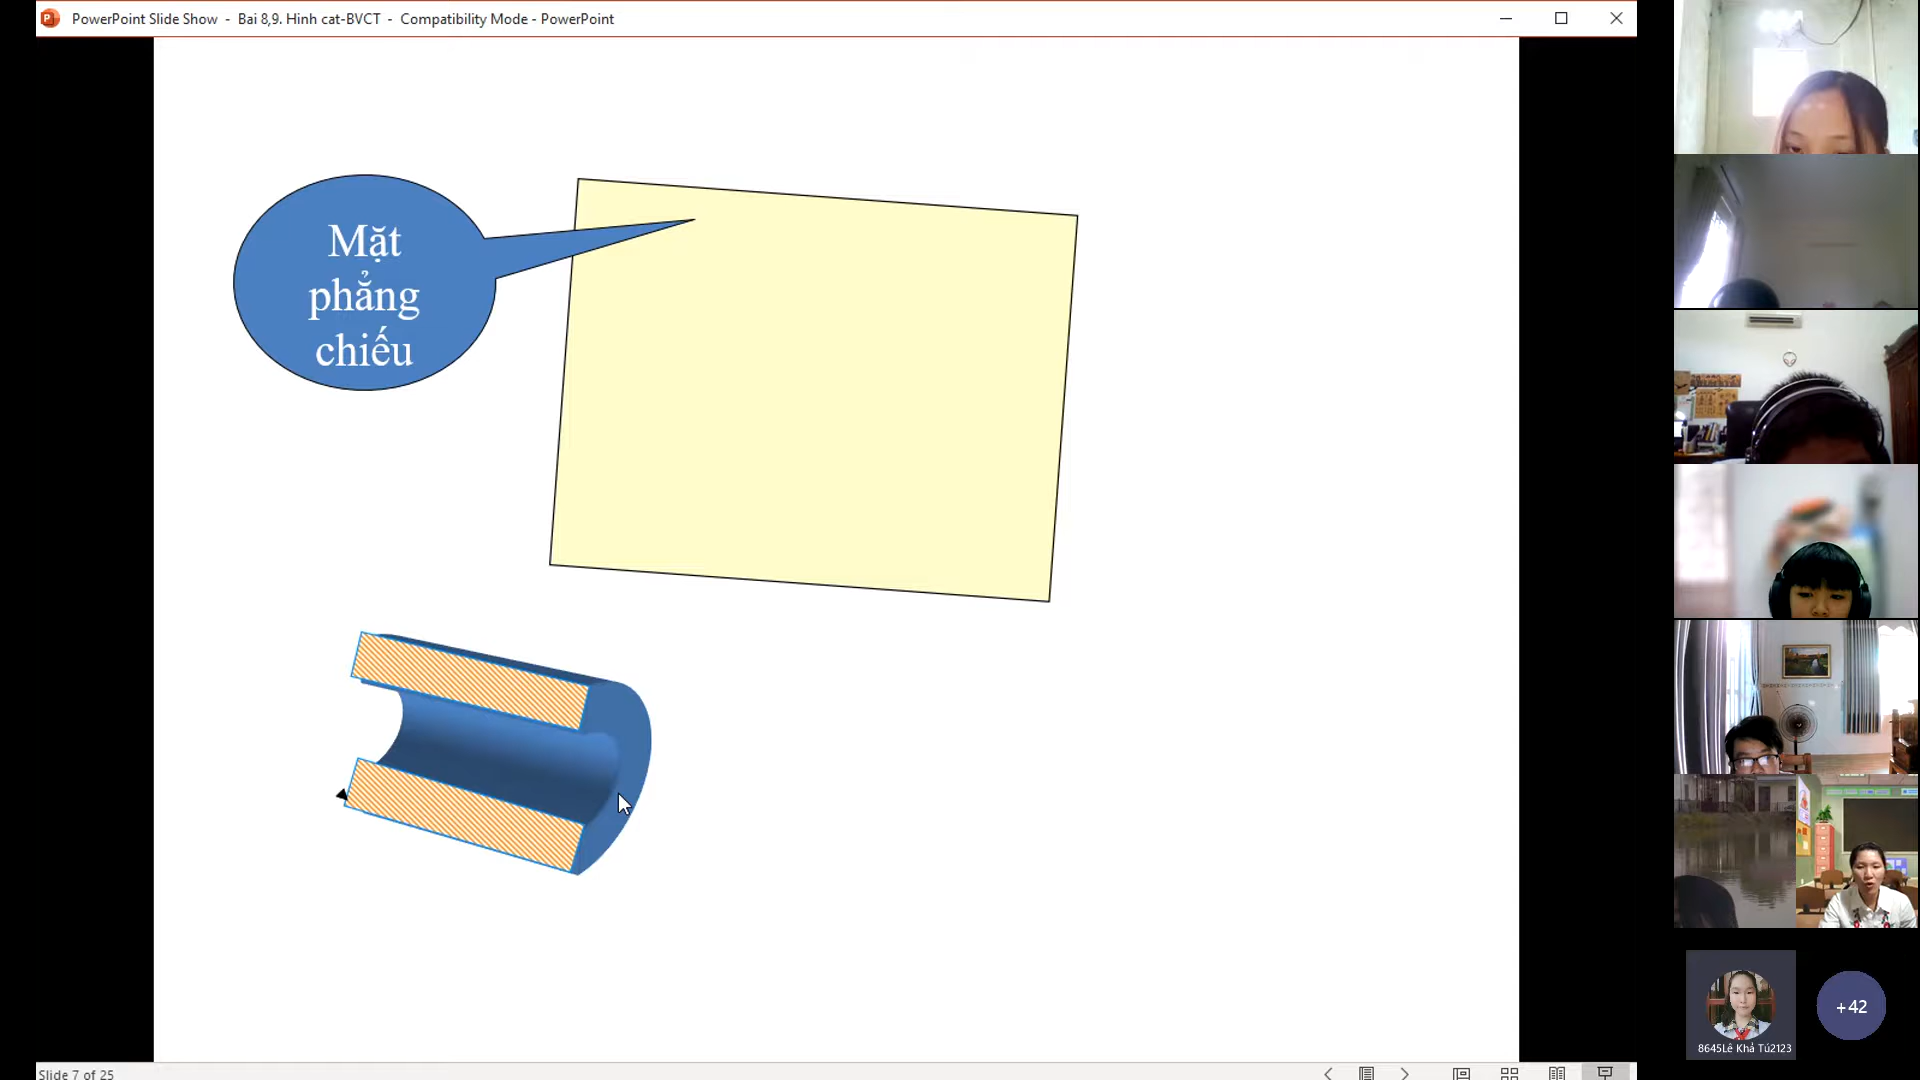 PowerPoint Slide Show - Bai 8,9. Hinh cat-BVCT - Compatibility Mode - PowerPoint
Mặt
phẳng
chiếu
8645Lê Khả Tú2123
+42
Slide 7 of 25